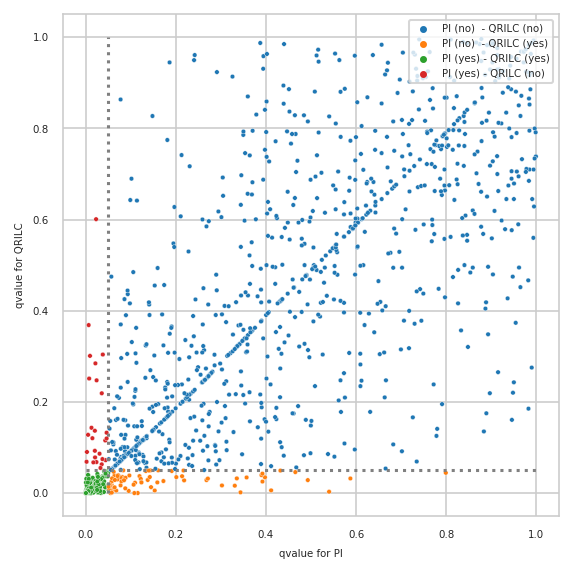 PI (no)  - QRILC (no)
PI (no) - QRILC (yes)
PI (yes) - QRILC (yes)
PI (yes) - QRILC (no)
1.0
0.8
0.6
0.4
0.2
0.0
qvalue for QRILC
0.0 0.2 0.4 0.6 0.8 1.0
qvalue for PI